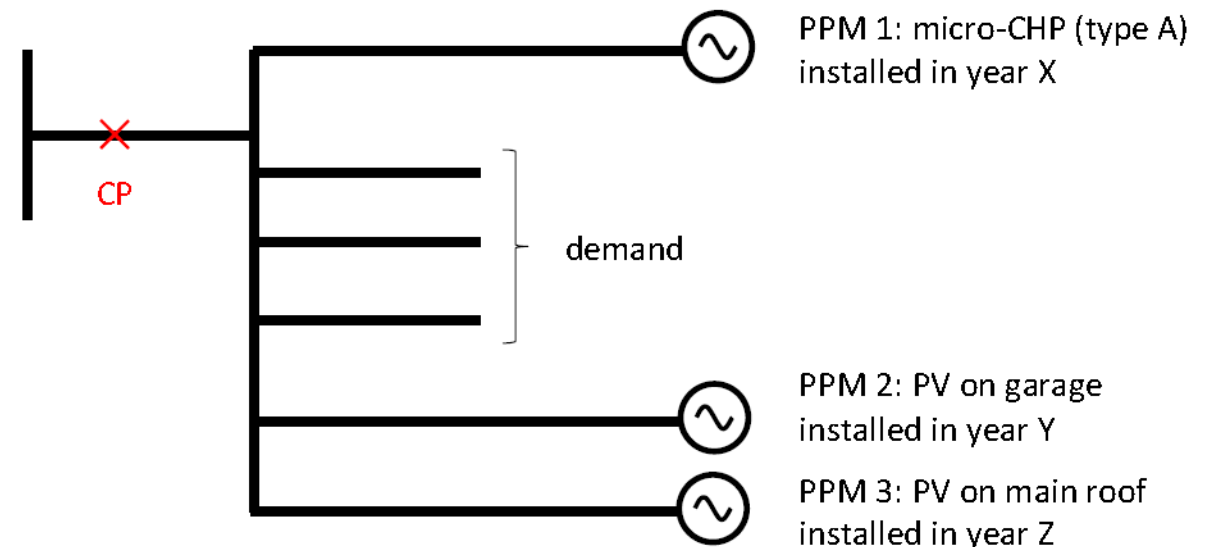 PPM 1: micro-CHP (type A)
installed in year X
CP
demand
PPM 2: PV on garage
installed in year Y
PPM 3: PV on main roof
installed in year Z